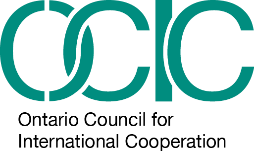 OCIC
Ontario Council for
International Cooperation